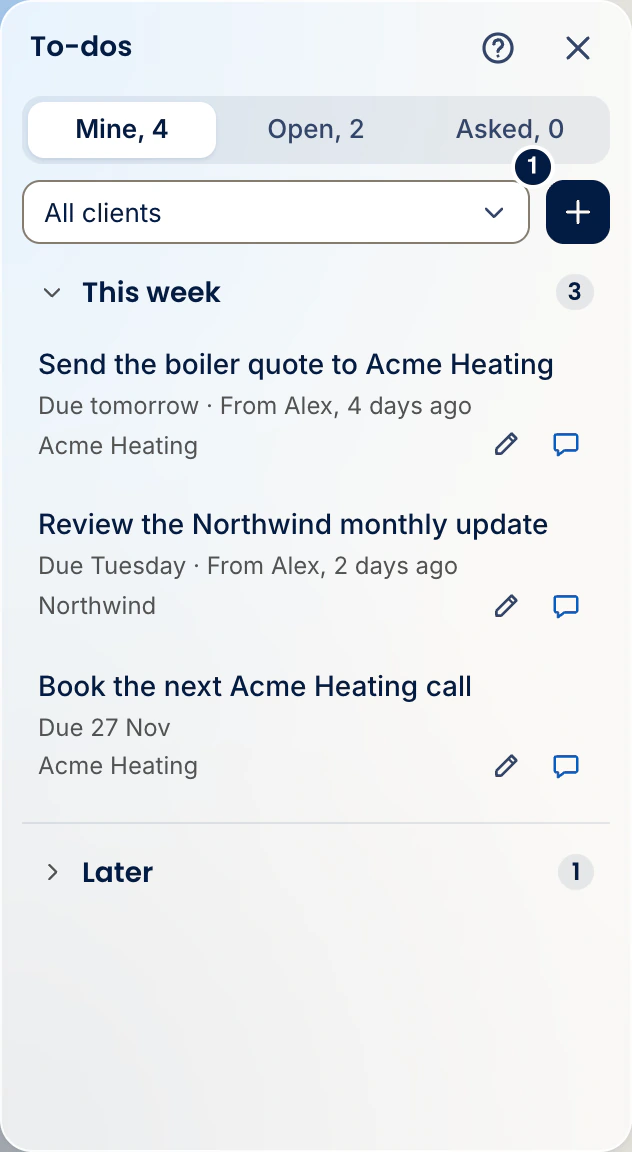 To-dos
Mine, 4
Open, 2
Asked, 0
1
All clients
This week
3
Send the boiler quote to Acme Heating
Due tomorrow · From Alex, 4 days ago
Acme Heating
Review the Northwind monthly update
Due Tuesday · From Alex, 2 days ago
Northwind
Book the next Acme Heating call
Due 27 Nov
Acme Heating
Later
1